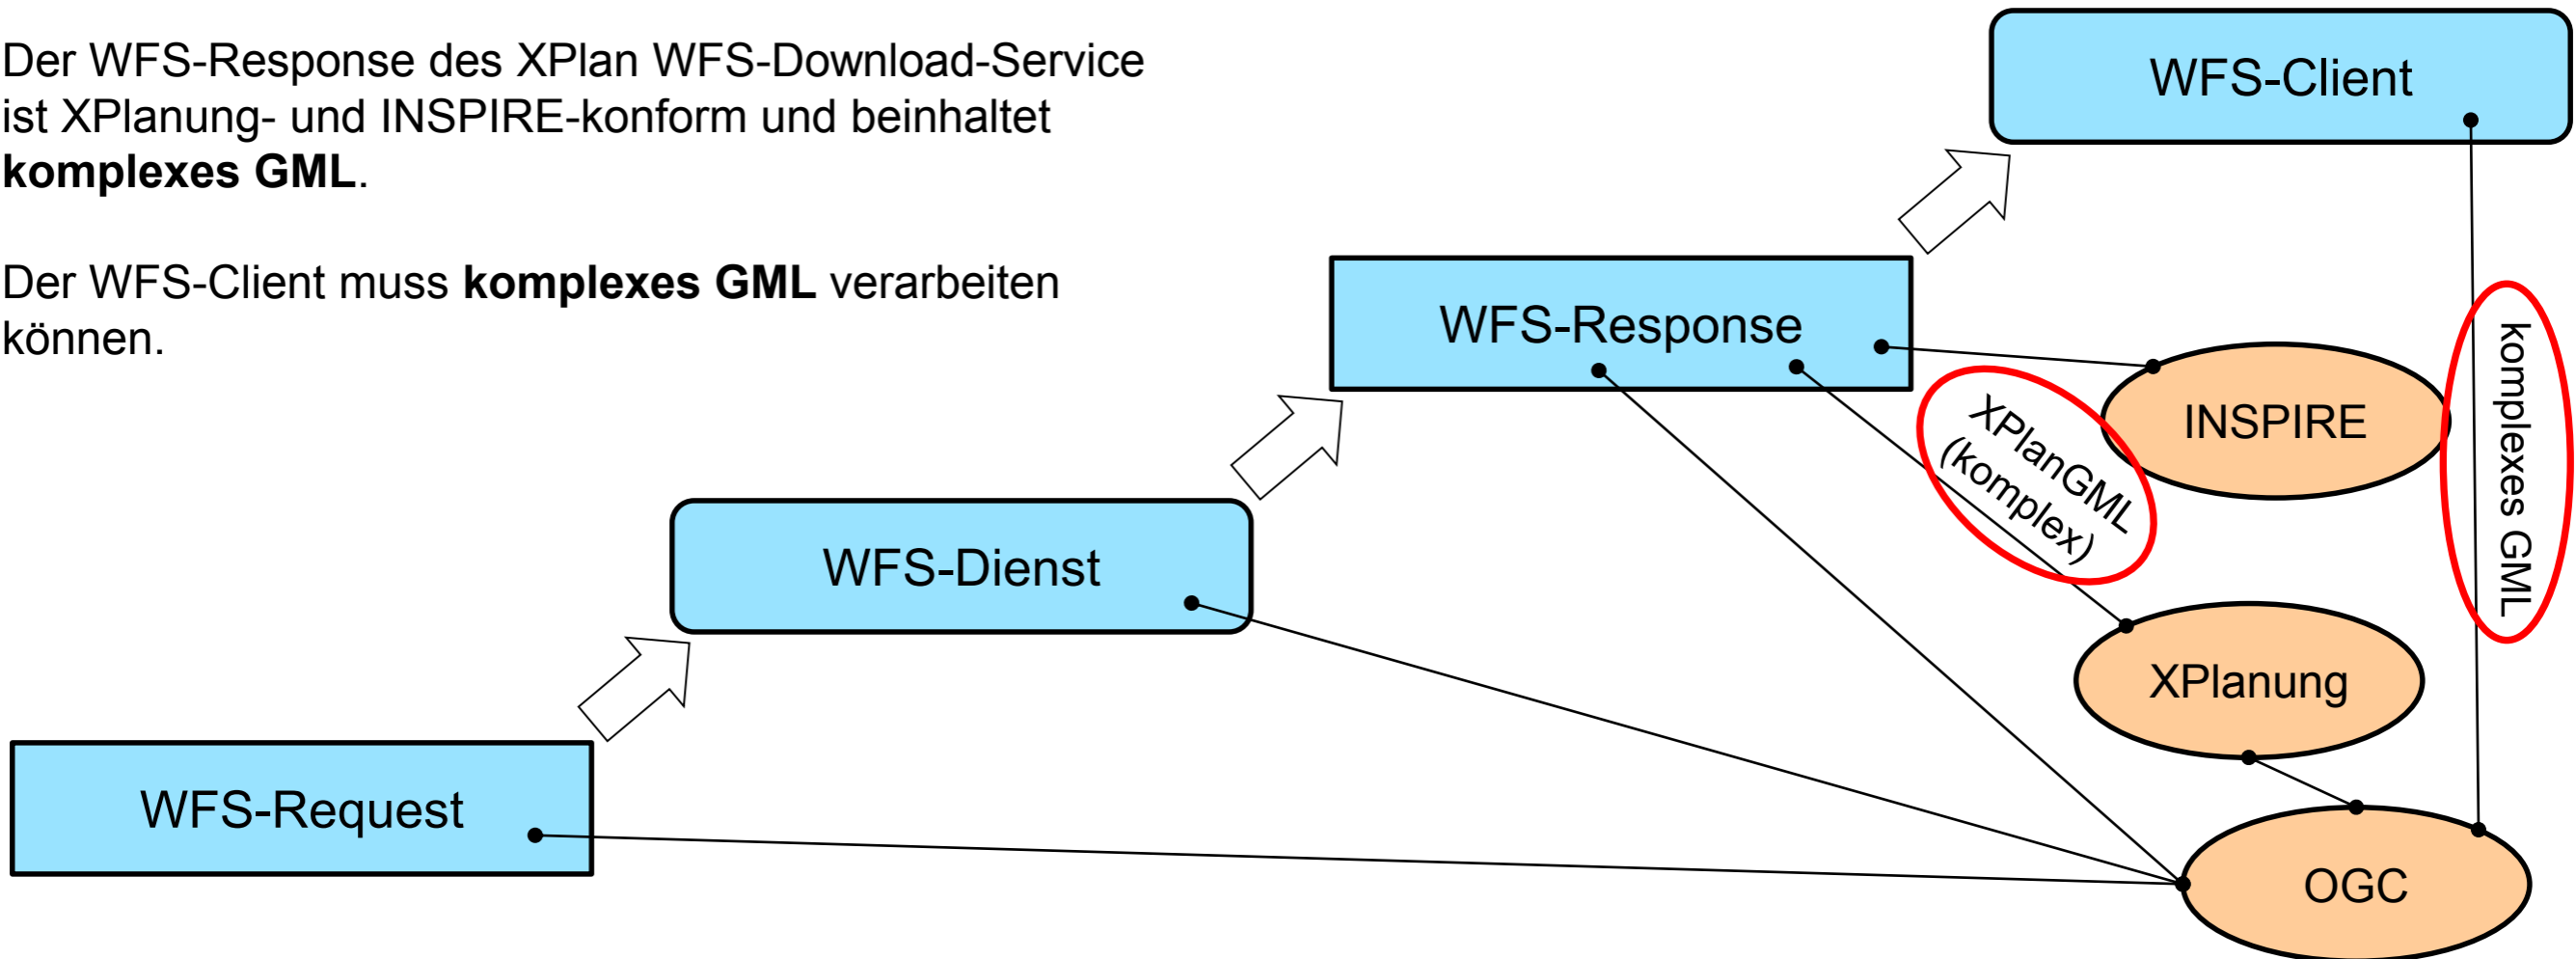 Der WFS-Response des XPlan WFS-Download-Service
ist XPlanung- und INSPIRE-konform und beinhaltet
komplexes GML.
Der WFS-Client muss komplexes GML verarbeiten
können.
WFS-Client
WFS-Response
komplexes GML
INSPIRE
XPlanGML
(komplex)
WFS-Dienst
XPlanung
WFS-Request
OGC